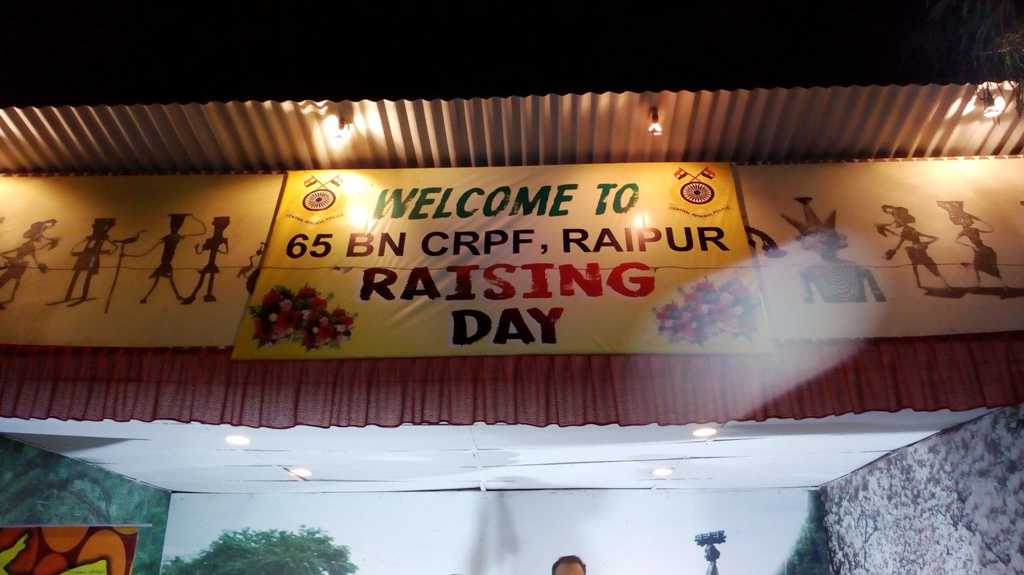 WELCOME TO
65 BN CRPF, RAIPUR
RAISING
DAY